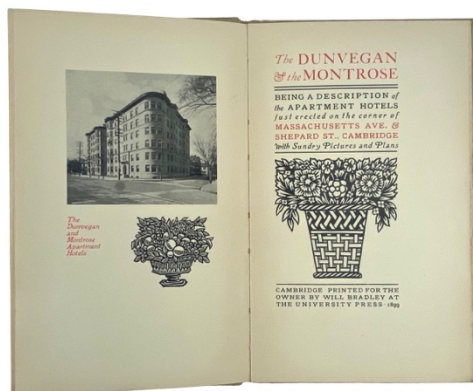 The
Dunvegan
and
Montrose
Apartment
Hotels
The DUNVEGAN
& the MONTROSE
BEING A DESCRIPTION of
the APARTMENT HOTELS
just erected on the corner of
MASSACHUSETTS AVE. &
SHEPARD ST., CAMBRIDGE
With Sundry Pictures and Plans
CAMBRIDGE · PRINTED FOR THE
OWNER BY WILL BRADLEY AT
THE UNIVERSITY PRESS · 1899